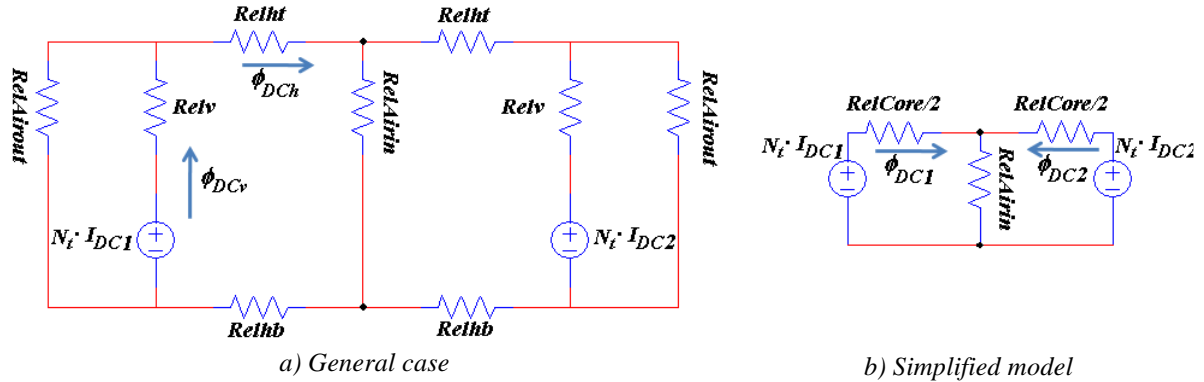 Relht
Relht
ϕDCh
RelAirout
Relv
RelAirin
Relv
RelAirout
ϕDCv
Nt· IDC1
Nt· IDC2
Relhb
Relhb
a) General case
RelCore/2
RelCore/2
Nt· IDC1
Nt· IDC2
ϕDC1
ϕDC2
RelAirin
b) Simplified model